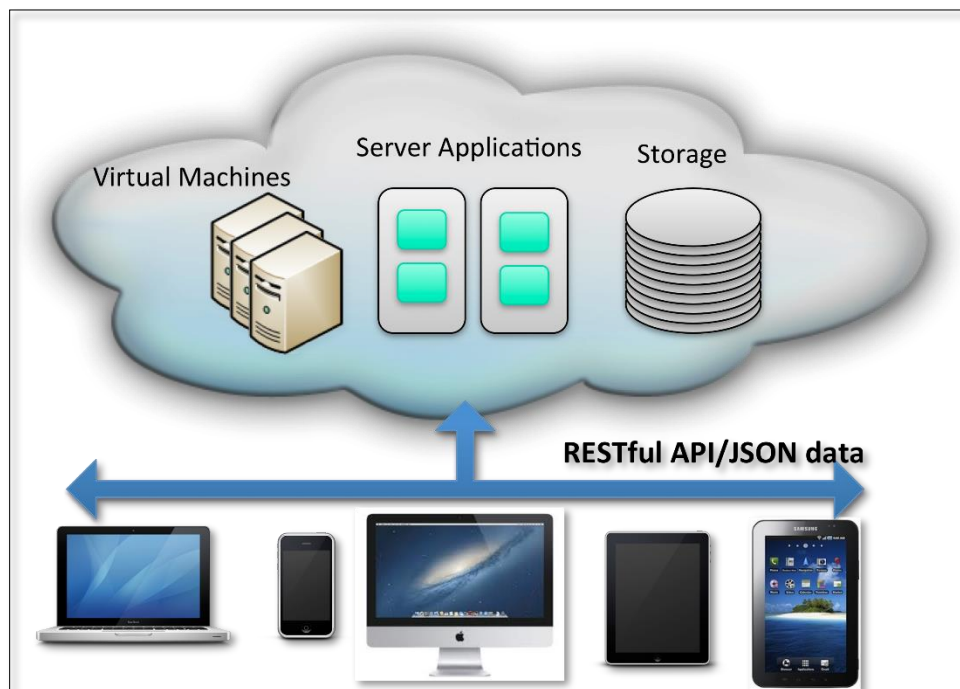 Server Applications
Storage
Virtual Machines
RESTful API/JSON data
SAMSUNG